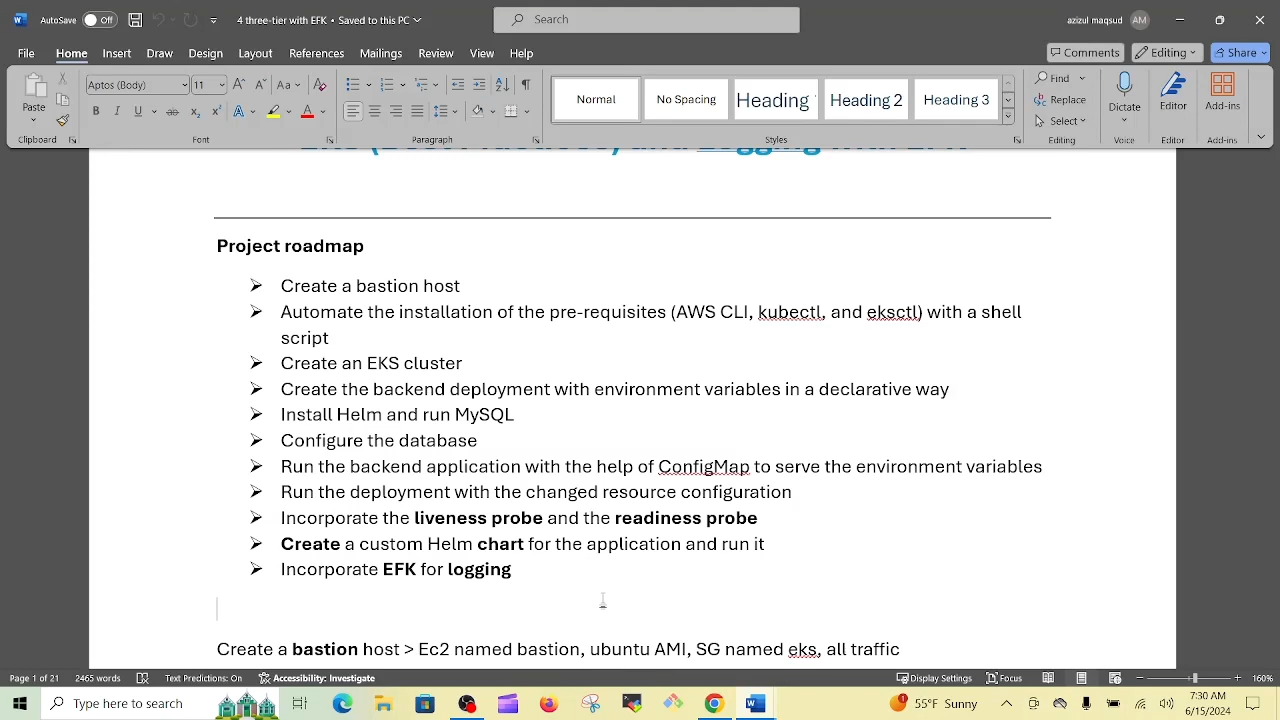 AutoSave Off 4 three-tier with EFK • Saved to this PC Search azizul maqsud AM
File Home Insert Draw Design Layout References Mailings Review View Help Comments Editing Share
Paste Aptos (Body) 11 Aa Normal No Spacing Heading Heading 2 Heading 3 Find Dictate Editor Add-ins
B I U ab x₂ x² A A Select
Font Paragraph Styles Editing Voice Editor Add-ins
Project roadmap
Create a bastion host
Automate the installation of the pre-requisites (AWS CLI, kubectl, and eksctl) with a shell
script
Create an EKS cluster
Create the backend deployment with environment variables in a declarative way
Install Helm and run MySQL
Configure the database
Run the backend application with the help of ConfigMap to serve the environment variables
Run the deployment with the changed resource configuration
Incorporate the liveness probe and the readiness probe
Create a custom Helm chart for the application and run it
Incorporate EFK for logging
Create a bastion host > Ec2 named bastion, ubuntu AMI, SG named eks, all traffic
Page 1 of 21 2465 words Text Predictions: On Accessibility: Investigate Display Settings Focus 160%
Type here to search 1 55°F Sunny 7:30 AM
6/15/2024